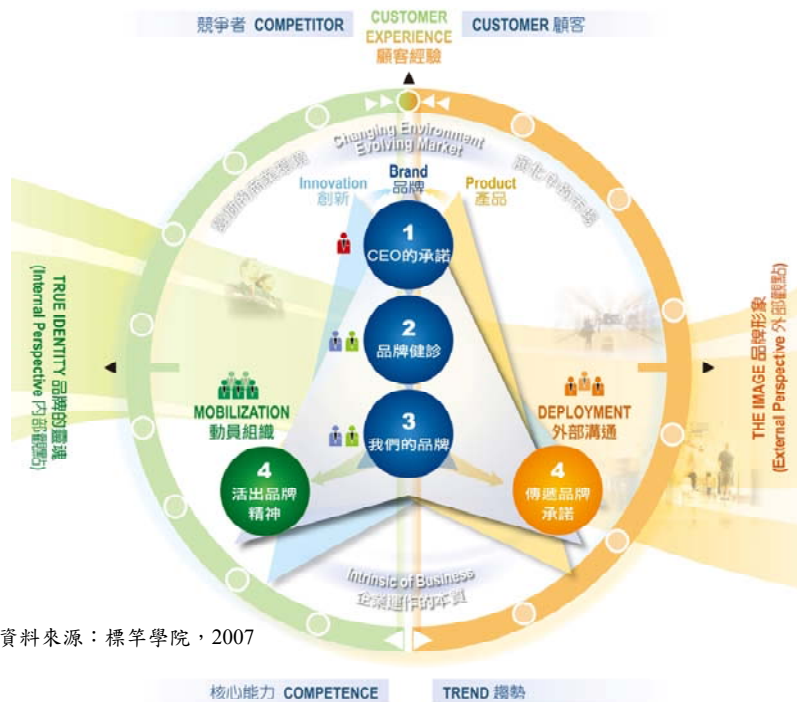 競爭者 COMPETITOR
CUSTOMER
EXPERIENCE
顧客經驗
CUSTOMER 顧客
Changing Environment
Evolving Market
變化中的市場
Innovation
創新
Brand
品牌
Product
產品
1
CEO的承諾
2
品牌健診
3
我們的品牌
MOBILIZATION
動員組織
4
活出品牌
精神
DEPLOYMENT
外部溝通
4
傳遞品牌
承諾
TRUE IDENTITY 品牌的靈魂
(Internal Perspective 內部觀點)
THE IMAGE 品牌形象
(External Perspective 外部觀點)
Intrinsic of Business
企業運作的本質
資料來源：標竿學院，2007
核心能力 COMPETENCE
TREND 趨勢